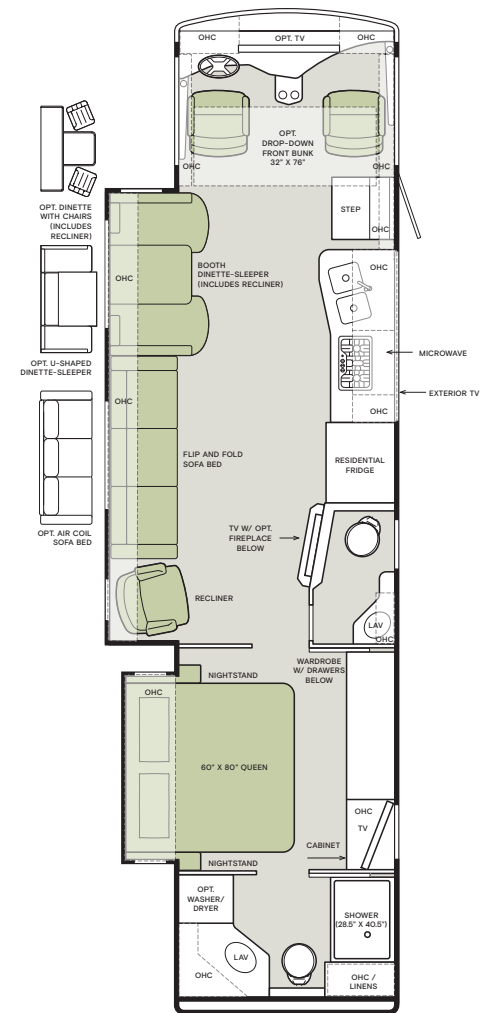 OHC
OPT. TV
OHC
OHC
OPT.
DROP-DOWN
FRONT BUNK
32" X 76"
OHC
STEP
OHC
OPT. DINETTE
WITH CHAIRS
(INCLUDES
RECLINER)
OHC
BOOTH
DINETTE-SLEEPER
(INCLUDES RECLINER)
OHC
MICROWAVE
OPT. U-SHAPED
DINETTE-SLEEPER
EXTERIOR TV
OHC
OHC
FLIP AND FOLD
SOFA BED
RESIDENTIAL
FRIDGE
OPT. AIR COIL
SOFA BED
TV W/ OPT.
FIREPLACE
BELOW
RECLINER
LAV
OHC
WARDROBE
W/ DRAWERS
BELOW
NIGHTSTAND
OHC
60" X 80" QUEEN
OHC
TV
CABINET
NIGHTSTAND
OPT.
WASHER/
DRYER
SHOWER
(28.5" X 40.5")
LAV
OHC
OHC /
LINENS